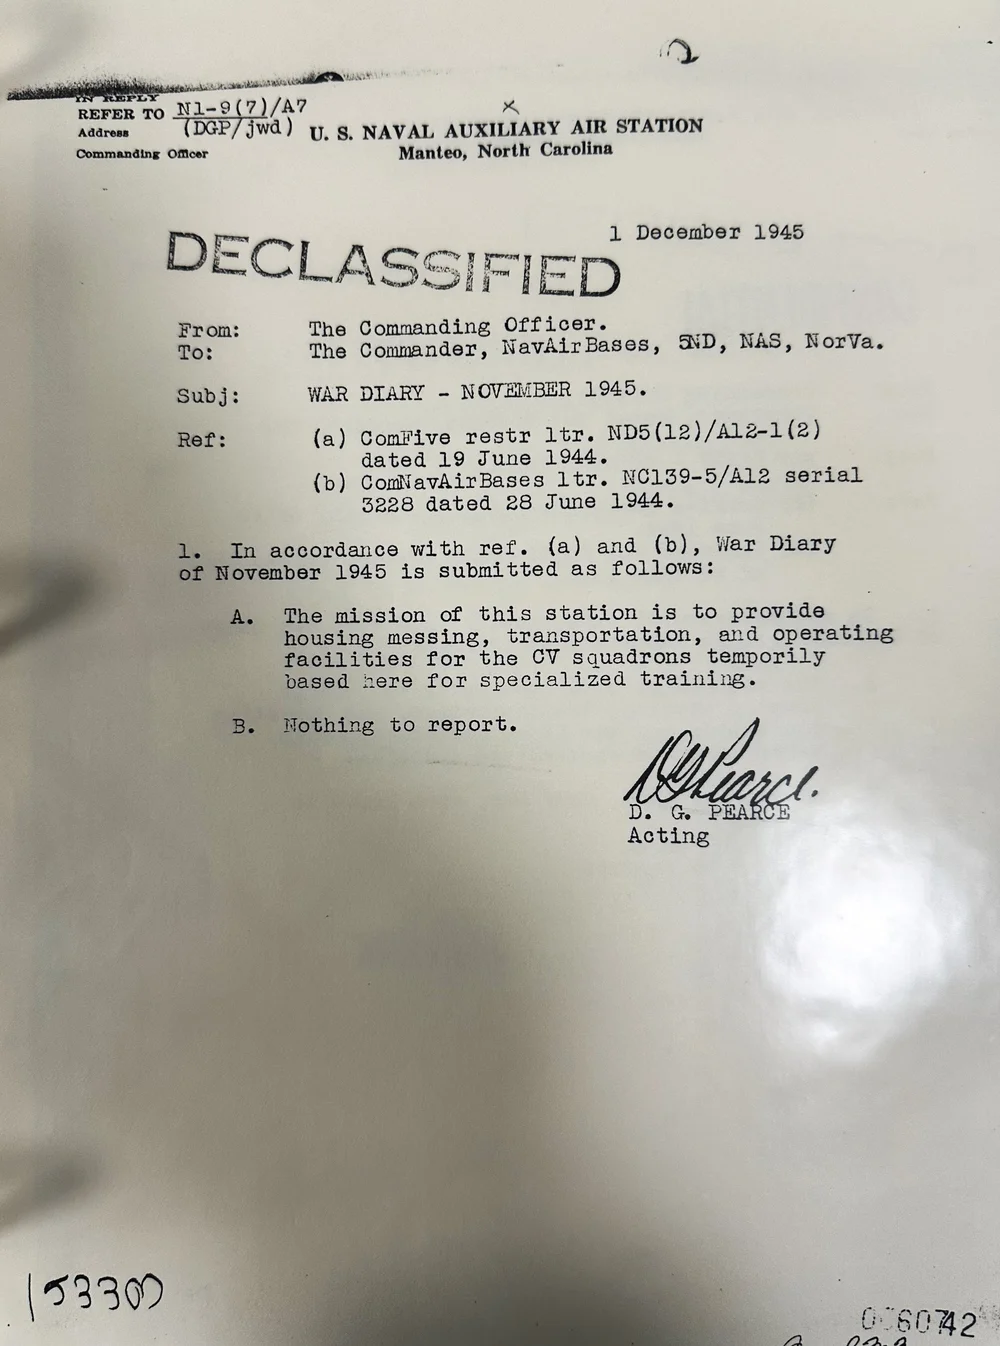 IN REPLY
REFER TO N1-9(7)/A7
(DGP/jwd)
Address
Commanding Officer
U. S. NAVAL AUXILIARY AIR STATION
Manteo, North Carolina
1 December 1945
DECLASSIFIED
From: The Commanding Officer.
To: The Commander, NavAirBases, 5ND, NAS, NorVa.
Subj: WAR DIARY - NOVEMBER 1945.
Ref: (a) ComFive restr ltr. ND5(12)/A12-1(2)
dated 19 June 1944.
(b) ComNavAirBases ltr. NC139-5/A12 serial
3228 dated 28 June 1944.
1. In accordance with ref. (a) and (b), War Diary
of November 1945 is submitted as follows:
A. The mission of this station is to provide
housing messing, transportation, and operating
facilities for the CV squadrons temporily
based here for specialized training.
B. Nothing to report.
D G Pearce.
D. G. PEARCE
Acting